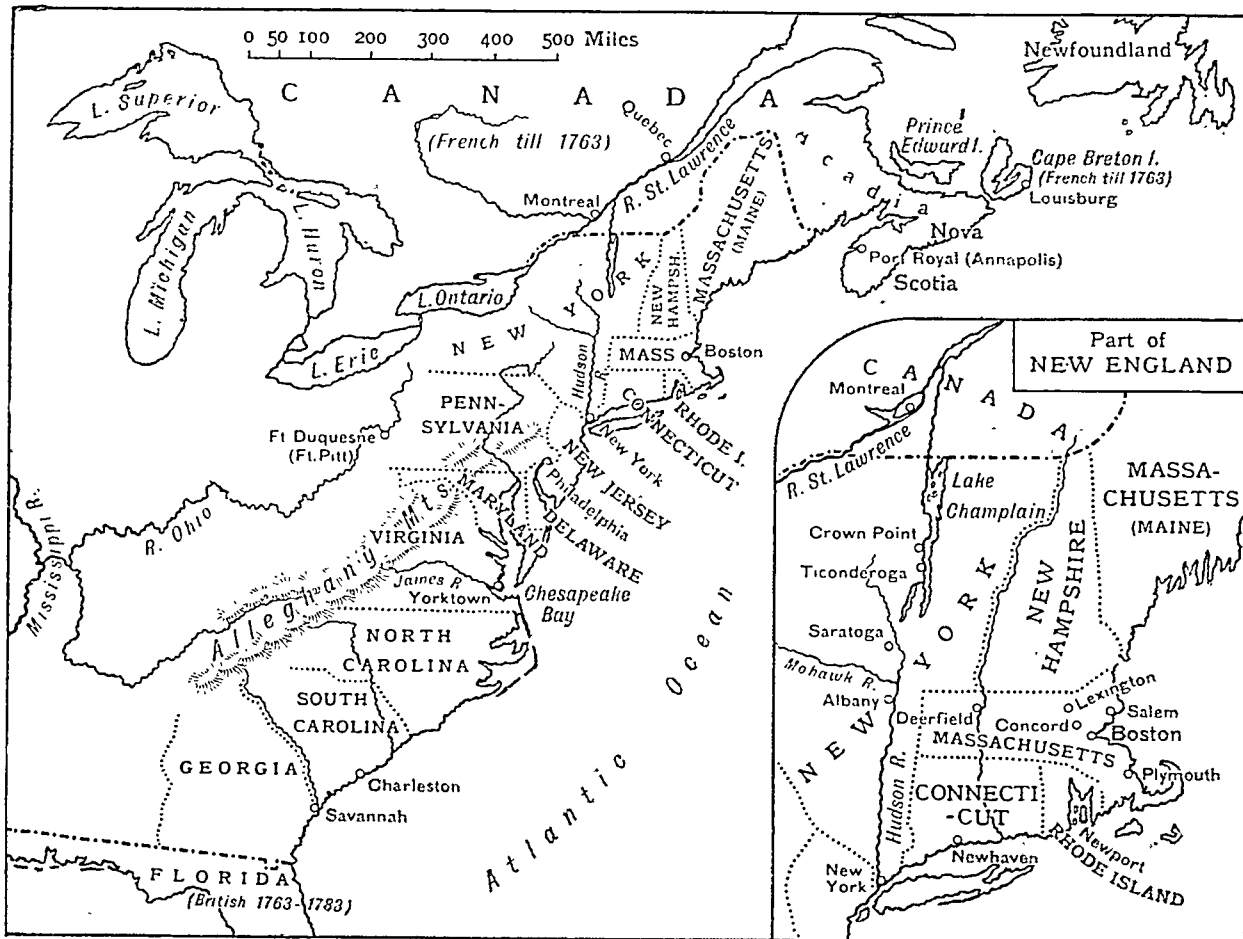 0 50 100 200 300 400 500 Miles
CANADA
(French till 1763)
L. Superior
L. Michigan
L. Huron
L. Ontario
L. Erie
Quebec
Montreal
R. St. Lawrence
Acadia
Newfoundland
Prince
Edward I.
Cape Breton I.
(French till 1763)
Louisburg
Nova
Scotia
Port Royal (Annapolis)
MASSACHUSETTS
(MAINE)
NEW YORK
NEW
HAMPSH.
MASS
Boston
Hudson
CONNECTICUT
RHODE I.
New York
NEW JERSEY
PENN-
SYLVANIA
Philadelphia
DELAWARE
MARYLAND
Ft Duquesne
(Ft. Pitt)
R. Ohio
Mississipi R.
Alleghany Mts
VIRGINIA
James R.
Yorktown
Chesapeake
Bay
NORTH
CAROLINA
SOUTH
CAROLINA
GEORGIA
Charleston
Savannah
FLORIDA
(British 1763-1783)
Atlantic Ocean
Part of
NEW ENGLAND
CANADA
Montreal
R. St. Lawrence
Lake
Champlain
MASSA-
CHUSETTS
(MAINE)
Crown Point
Ticonderoga
NEW YORK
NEW
HAMPSHIRE
Saratoga
Mohawk R.
Albany
Deerfield
Lexington
Concord
Salem
Boston
MASSACHUSETTS
Plymouth
Hudson R.
CONNECTI
-CUT
Newhaven
Newport
RHODE ISLAND
New
York